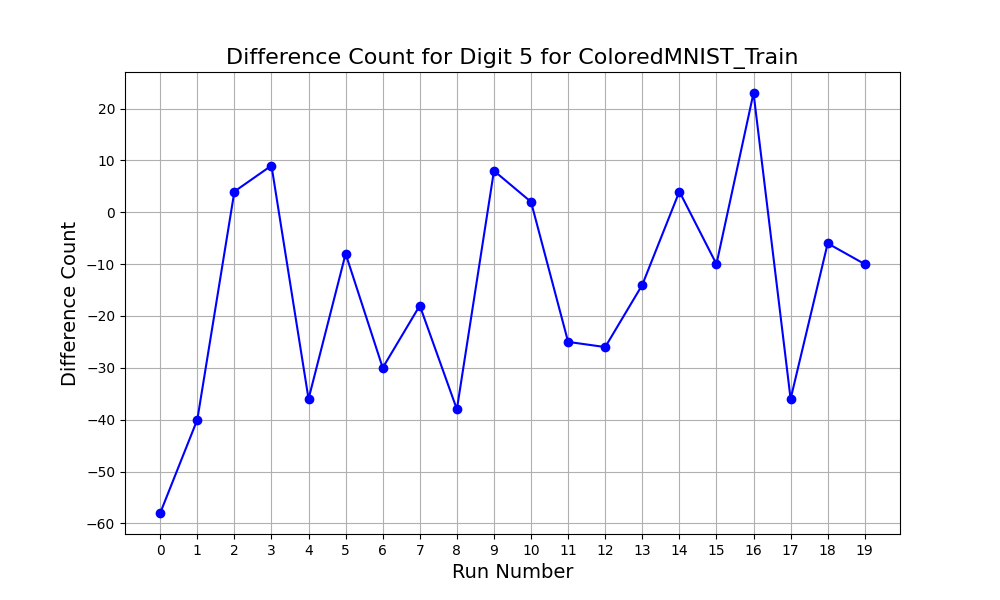 Difference Count for Digit 5 for ColoredMNIST_Train
Difference Count
20
10
0
−10
−20
−30
−40
−50
−60
0 1 2 3 4 5 6 7 8 9 10 11 12 13 14 15 16 17 18 19
Run Number